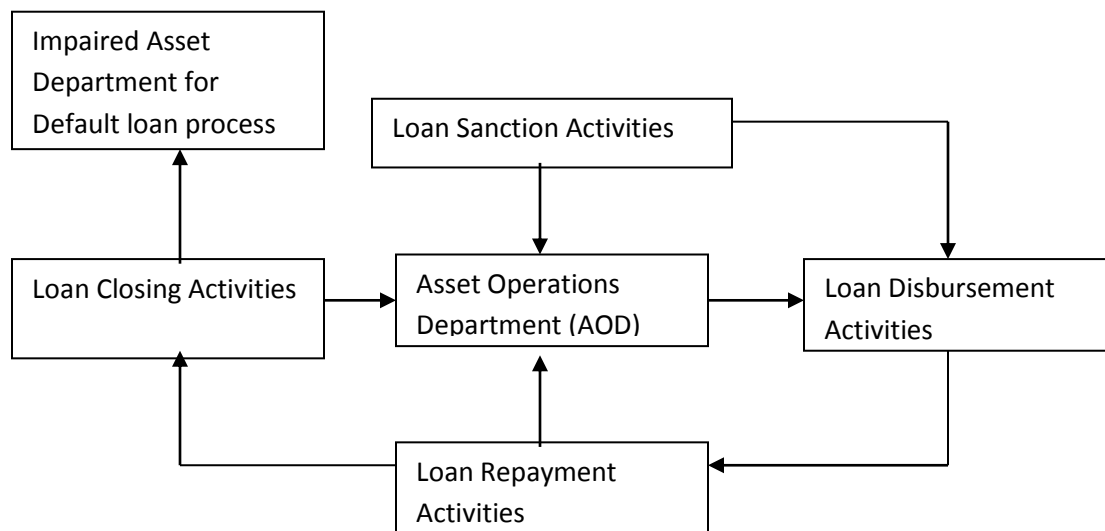 Impaired Asset
Department for
Default loan process
Loan Sanction Activities
Loan Closing Activities
Asset Operations
Department (AOD)
Loan Disbursement
Activities
Loan Repayment
Activities